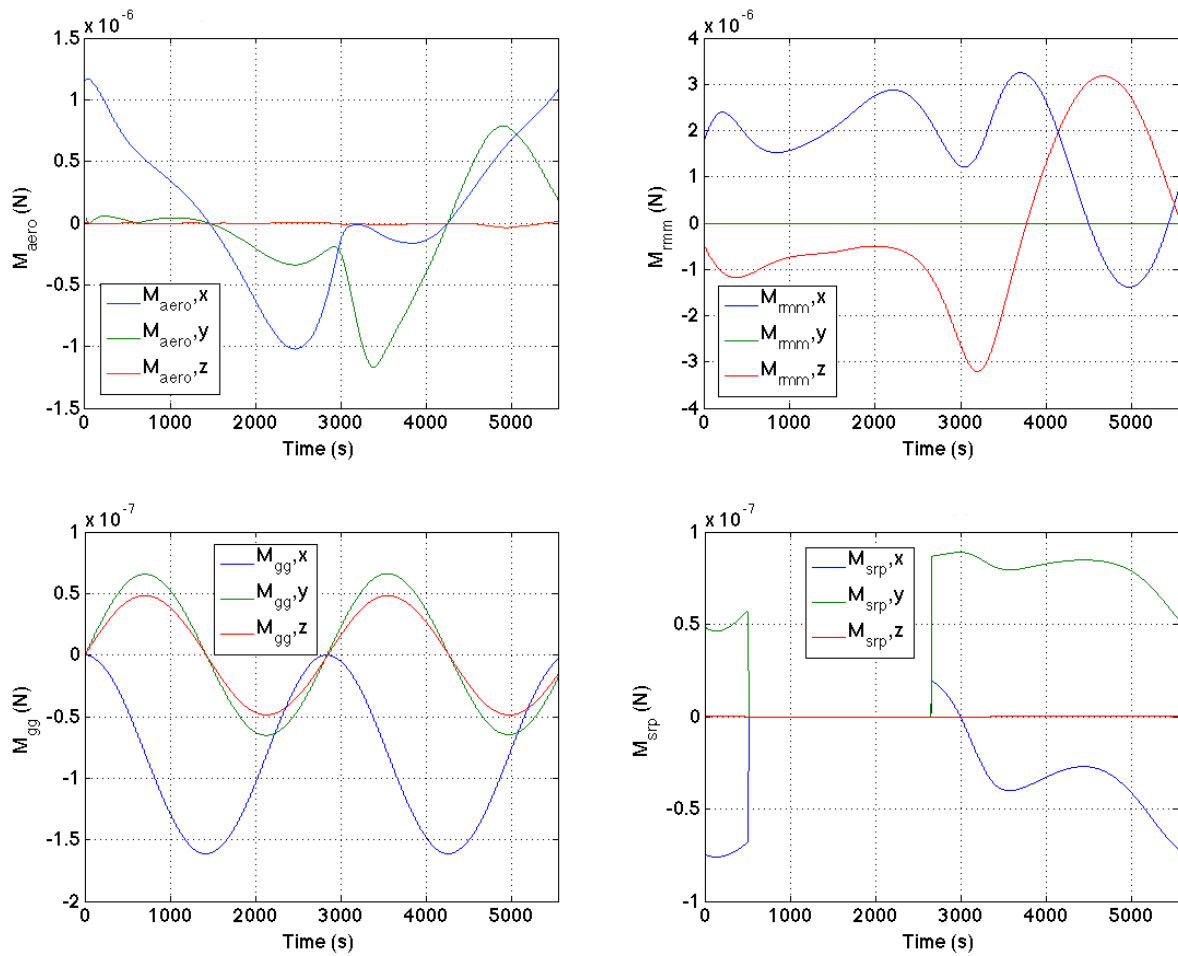 x 10^-6
1.5
1
0.5
0
-0.5
-1
-1.5
M_aero (N)
M_aero,x
M_aero,y
M_aero,z
0 1000 2000 3000 4000 5000
Time (s)
x 10^-6
4
3
2
1
0
-1
-2
-3
-4
M_rmm (N)
M_rmm,x
M_rmm,y
M_rmm,z
0 1000 2000 3000 4000 5000
Time (s)
x 10^-7
1
0.5
0
-0.5
-1
-1.5
-2
M_gg (N)
M_gg,x
M_gg,y
M_gg,z
0 1000 2000 3000 4000 5000
Time (s)
x 10^-7
1
0.5
0
-0.5
-1
M_srp (N)
M_srp,x
M_srp,y
M_srp,z
0 1000 2000 3000 4000 5000
Time (s)